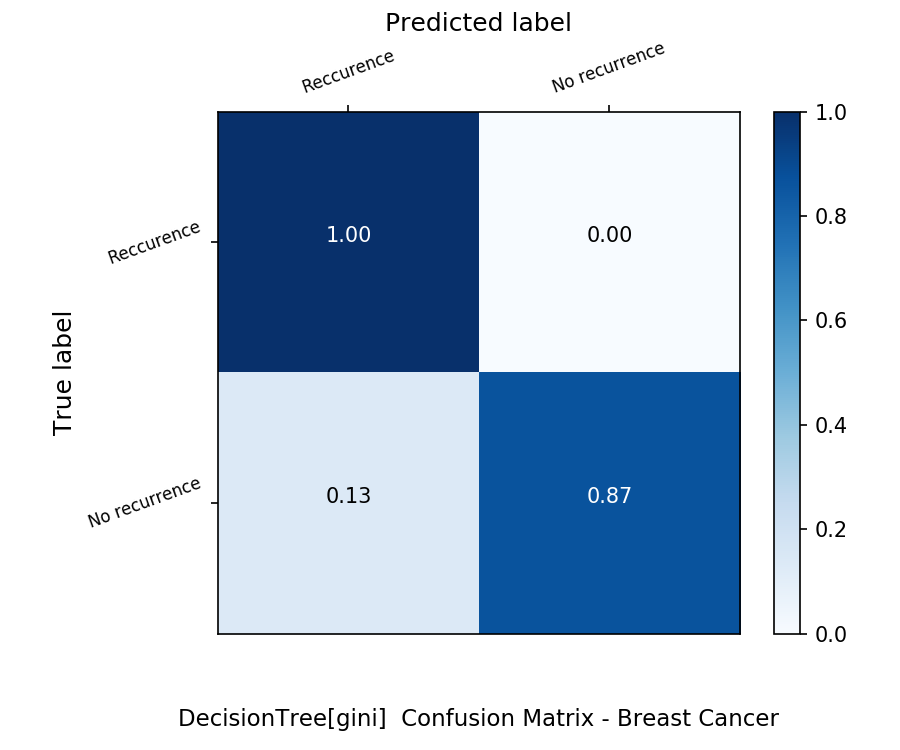 Predicted label
Reccurence
No recurrence
1.0
Reccurence
1.00
0.00
0.8
0.6
True label
0.4
No recurrence
0.13
0.87
0.2
0.0
DecisionTree[gini]  Confusion Matrix - Breast Cancer